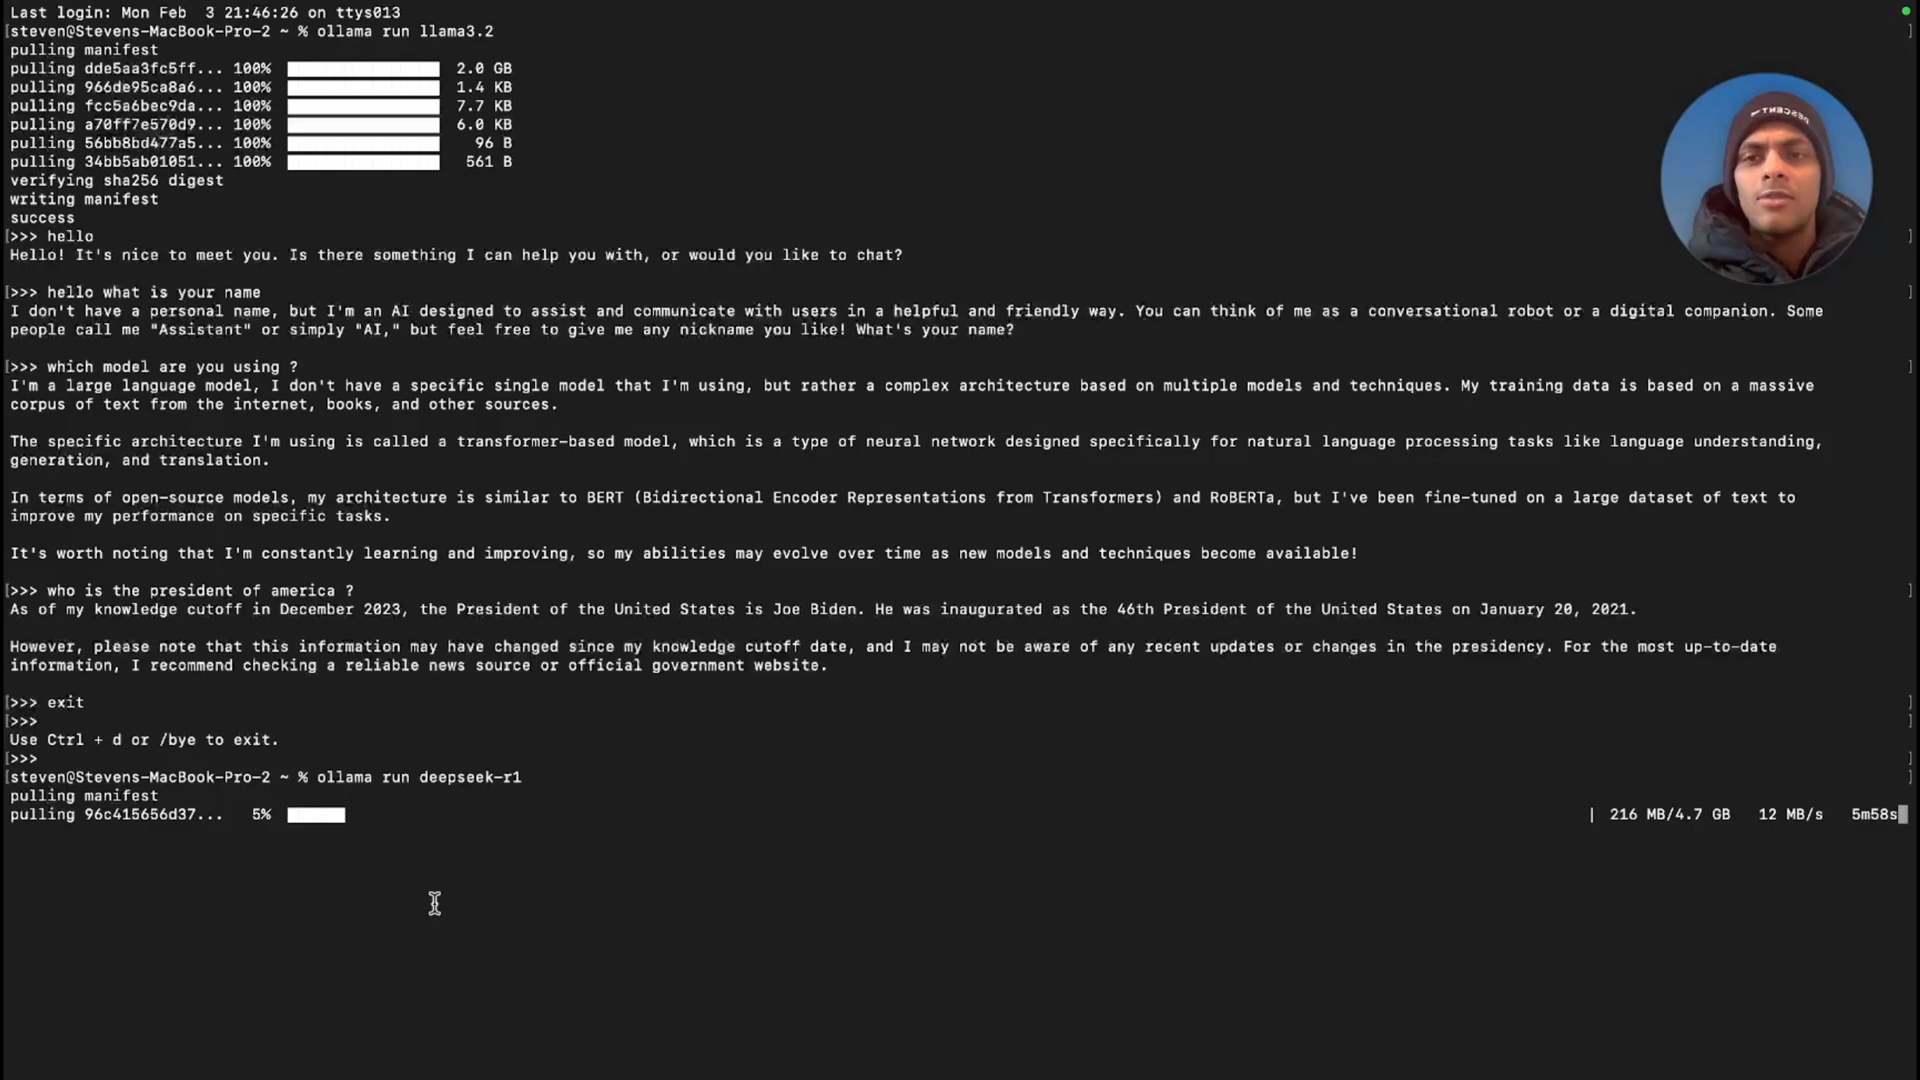 Last login: Mon Feb  3 21:46:26 on ttys013
[steven@Stevens-MacBook-Pro-2 ~ % ollama run llama3.2 ]
pulling manifest
pulling dde5aa3fc5ff... 100% 2.0 GB
pulling 966de95ca8a6... 100% 1.4 KB
pulling fcc5a6bec9da... 100% 7.7 KB
pulling a70ff7e570d9... 100% 6.0 KB
pulling 56bb8bd477a5... 100% 96 B
pulling 34bb5ab01051... 100% 561 B
verifying sha256 digest
writing manifest
success
[>>> hello ]
Hello! It's nice to meet you. Is there something I can help you with, or would you like to chat?
[>>> hello what is your name ]
I don't have a personal name, but I'm an AI designed to assist and communicate with users in a helpful and friendly way. You can think of me as a conversational robot or a digital companion. Some
people call me "Assistant" or simply "AI," but feel free to give me any nickname you like! What's your name?
[>>> which model are you using ? ]
I'm a large language model, I don't have a specific single model that I'm using, but rather a complex architecture based on multiple models and techniques. My training data is based on a massive
corpus of text from the internet, books, and other sources.
The specific architecture I'm using is called a transformer-based model, which is a type of neural network designed specifically for natural language processing tasks like language understanding,
generation, and translation.
In terms of open-source models, my architecture is similar to BERT (Bidirectional Encoder Representations from Transformers) and RoBERTa, but I've been fine-tuned on a large dataset of text to
improve my performance on specific tasks.
It's worth noting that I'm constantly learning and improving, so my abilities may evolve over time as new models and techniques become available!
[>>> who is the president of america ? ]
As of my knowledge cutoff in December 2023, the President of the United States is Joe Biden. He was inaugurated as the 46th President of the United States on January 20, 2021.
However, please note that this information may have changed since my knowledge cutoff date, and I may not be aware of any recent updates or changes in the presidency. For the most up-to-date
information, I recommend checking a reliable news source or official government website.
[>>> exit ]
[>>> ]
Use Ctrl + d or /bye to exit.
[>>> ]
[steven@Stevens-MacBook-Pro-2 ~ % ollama run deepseek-r1 ]
pulling manifest
pulling 96c415656d37... 5% | 216 MB/4.7 GB 12 MB/s 5m58s
DESCENT